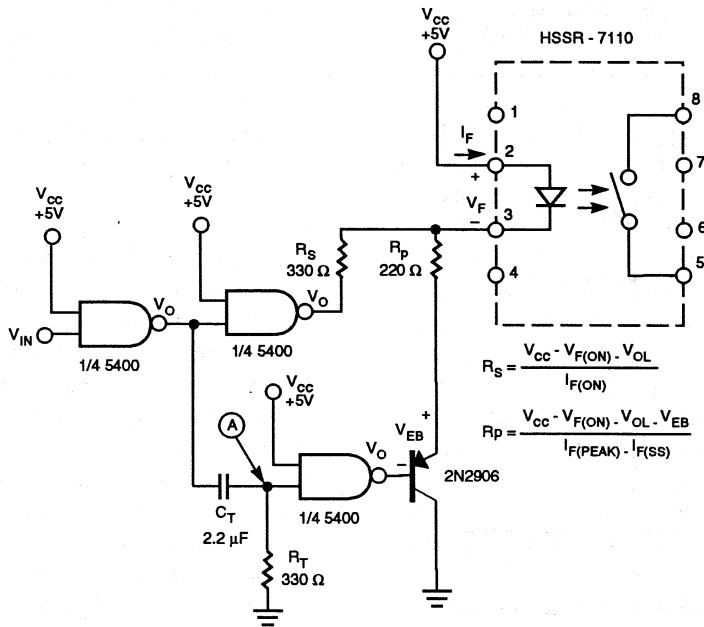 V_CC
+5V
HSSR - 7110
1
2
3
4
8
7
6
5
I_F
+
V_F
–
V_CC
+5V
V_CC
+5V
R_S
330 Ω
R_P
220 Ω
V_IN
V_O
V_O
1/4 5400
1/4 5400
R_S = (V_CC - V_F(ON) - V_OL) / I_F(ON)
R_P = (V_CC - V_F(ON) - V_OL - V_EB) / (I_F(PEAK) - I_F(SS))
V_CC
+5V
A
V_O
V_EB
+
–
2N2906
1/4 5400
C_T
2.2 μF
R_T
330 Ω